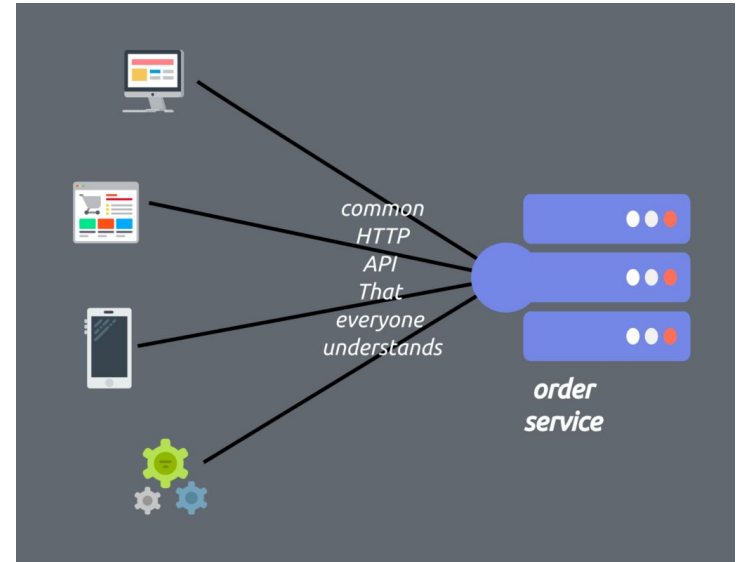 common
HTTP
API
That
everyone
understands
order
service